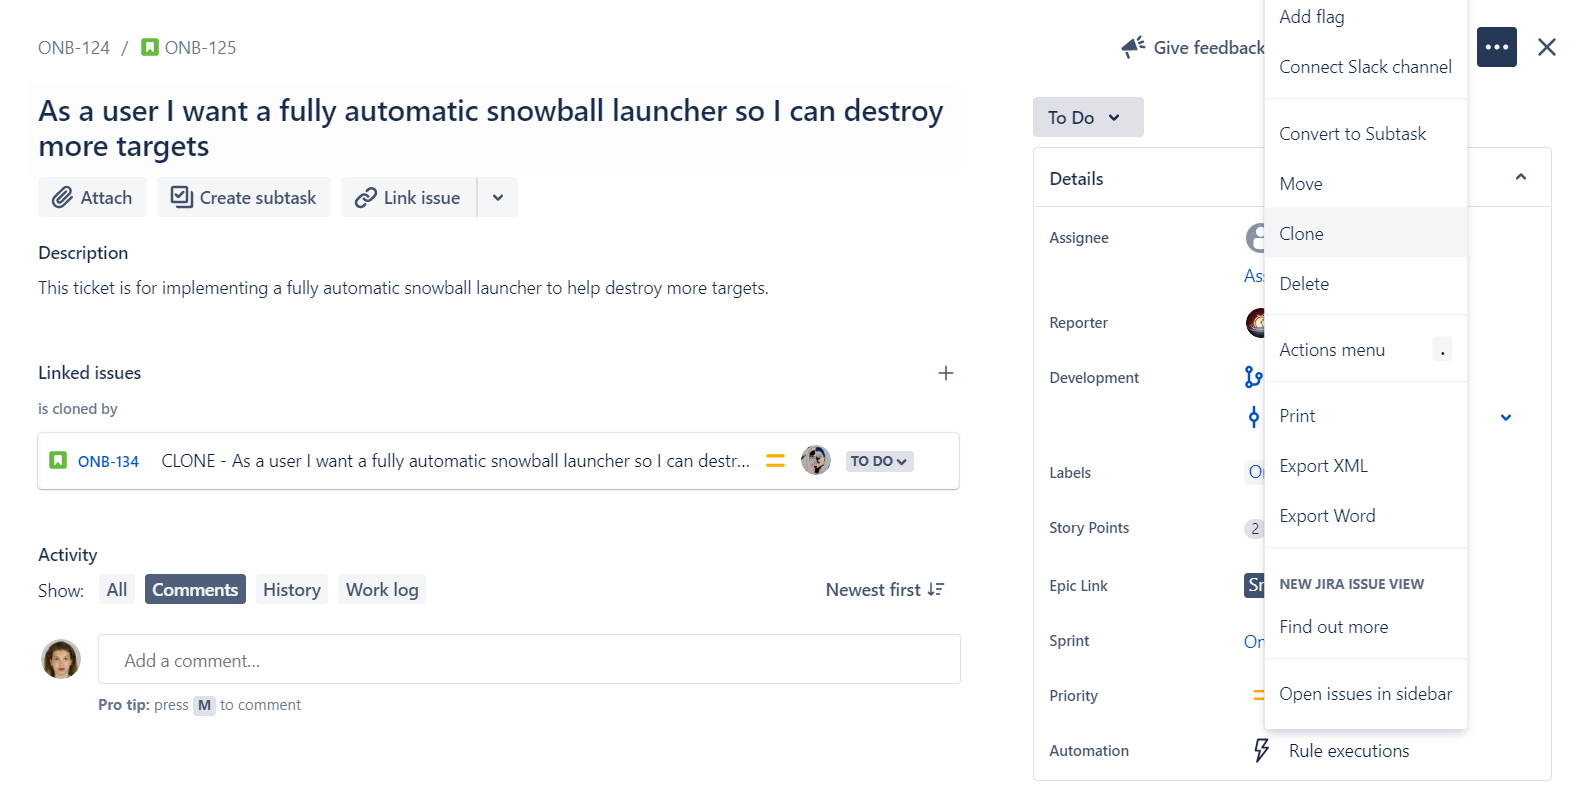 ONB-124 / ONB-125
Give feedback
As a user I want a fully automatic snowball launcher so I can destroy
more targets
Attach
Create subtask
Link issue
Description
This ticket is for implementing a fully automatic snowball launcher to help destroy more targets.
Linked issues
is cloned by
ONB-134 CLONE - As a user I want a fully automatic snowball launcher so I can destr... TO DO
Activity
Show: All Comments History Work log Newest first
Add a comment...
Pro tip: press M to comment
To Do
Details
Assignee
Reporter
Development
Labels
Story Points 2
Epic Link
Sprint
Priority
Automation Rule executions
Add flag
Connect Slack channel
Convert to Subtask
Move
Clone
Delete
Actions menu .
Print
Export XML
Export Word
NEW JIRA ISSUE VIEW
Find out more
Open issues in sidebar